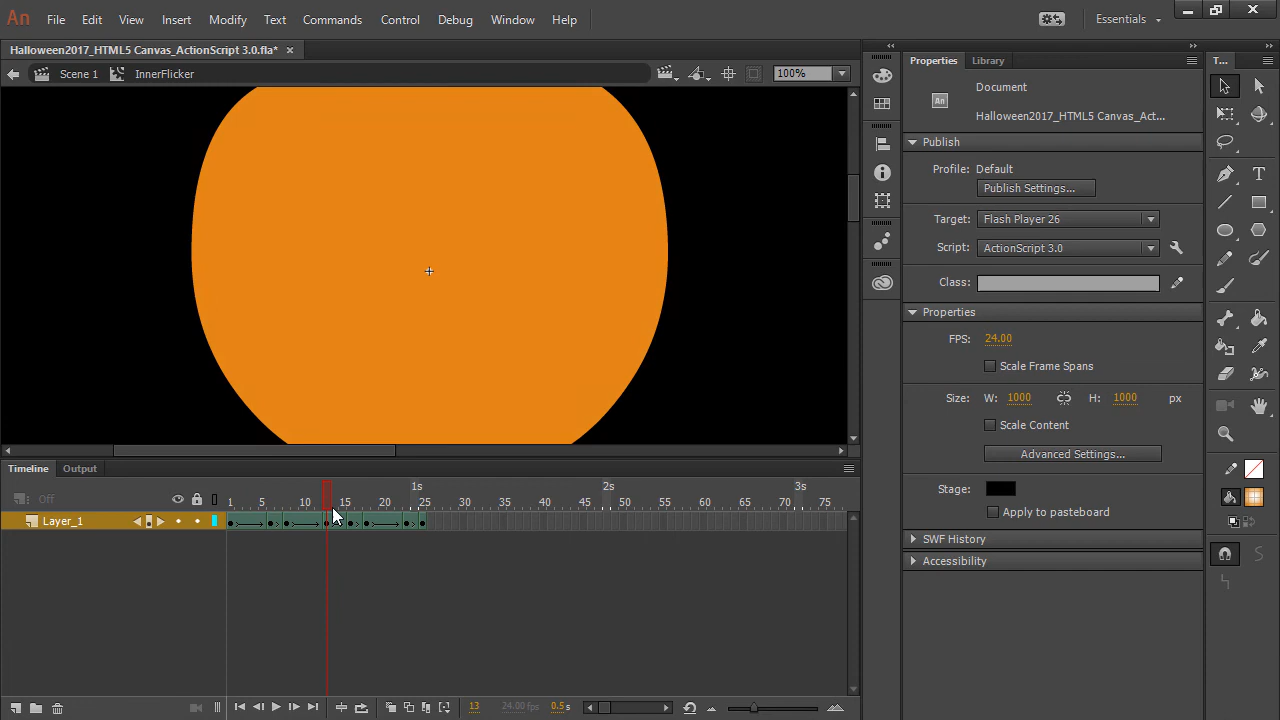 An File Edit View Insert Modify Text Commands Control Debug Window Help Essentials
Halloween2017_HTML5 Canvas_ActionScript 3.0.fla*
Scene 1 InnerFlicker 100%
Properties Library T...
Document
An Halloween2017_HTML5 Canvas_Act...
Publish
Profile: Default
Publish Settings...
Target: Flash Player 26
Script: ActionScript 3.0
Class:
Properties
FPS: 24.00
Scale Frame Spans
Size: W: 1000 H: 1000 px
Scale Content
Advanced Settings...
Stage:
Apply to pasteboard
SWF History
Accessibility
Timeline Output
Off 1s 2s 3s
1 5 10 15 20 25 30 35 40 45 50 55 60 65 70 75
Layer_1
13 24.00 fps 0.5 s